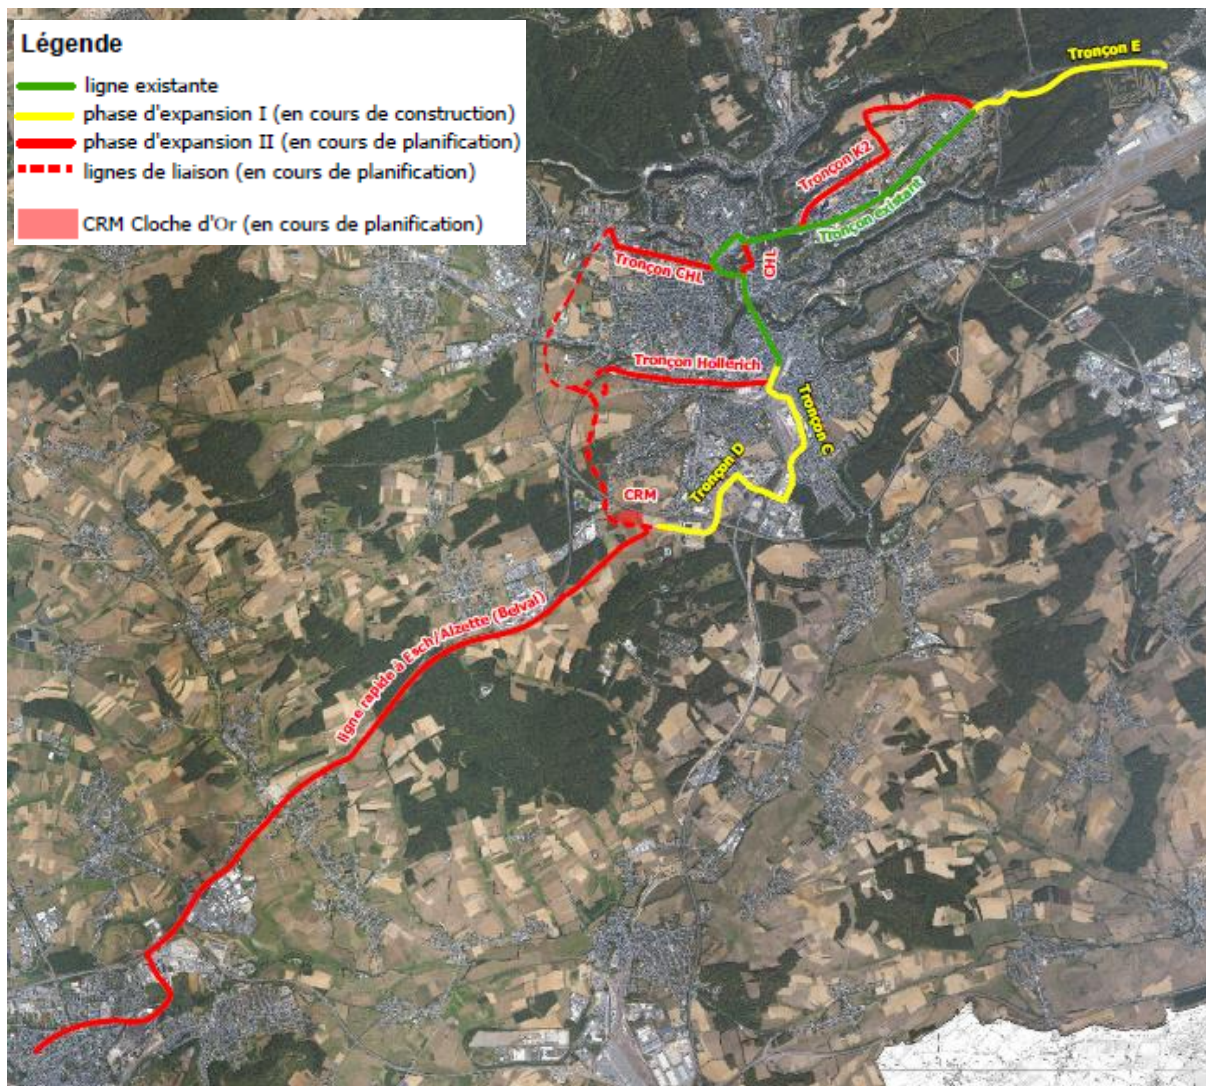 Légende
ligne existante
phase d'expansion I (en cours de construction)
phase d'expansion II (en cours de planification)
lignes de liaison (en cours de planification)
CRM Cloche d'Or (en cours de planification)
Tronçon E
Tronçon K2
Tronçon existant
Tronçon CHL
CHL
Tronçon Hollerich
Tronçon C
Tronçon D
CRM
ligne rapide à Esch/Alzette (Belval)